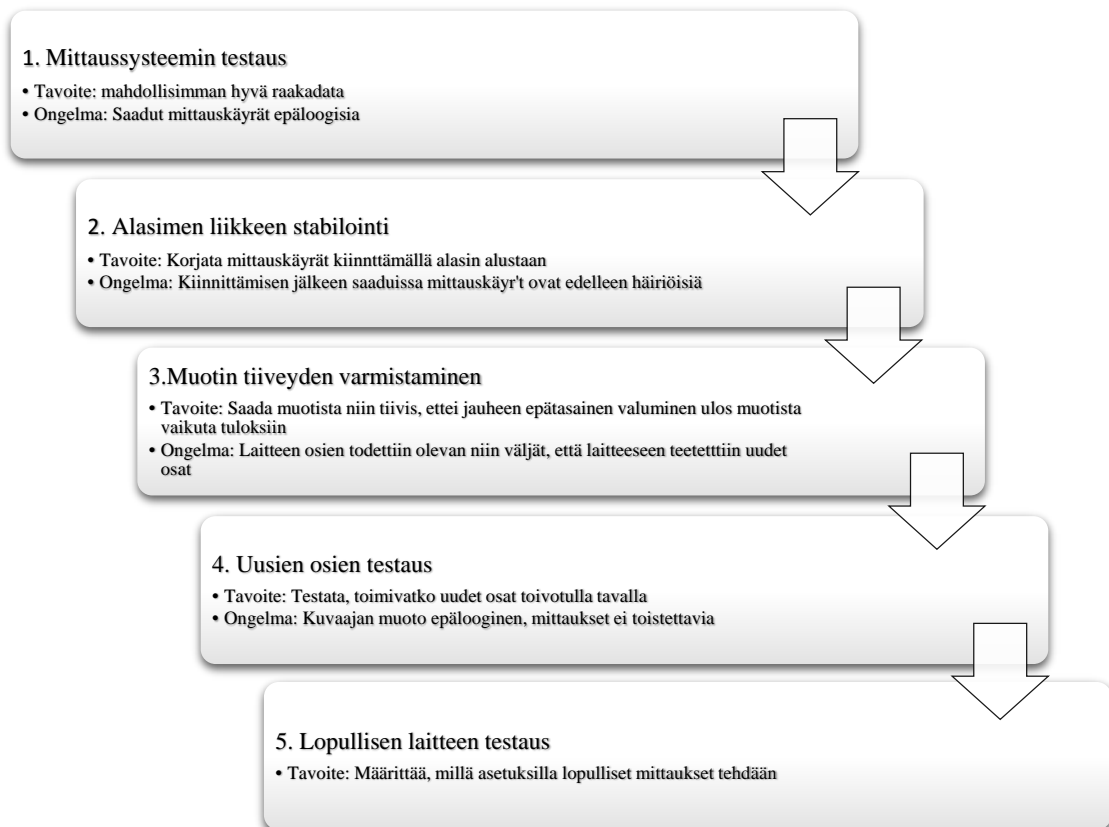 1. Mittaussysteemin testaus
• Tavoite: mahdollisimman hyvä raakadata
• Ongelma: Saadut mittauskäyrät epäloogisia
2. Alasimen liikkeen stabilointi
• Tavoite: Korjata mittauskäyrät kiinnttämällä alasin alustaan
• Ongelma: Kiinnittämisen jälkeen saaduissa mittauskäyr't ovat edelleen häiriöisiä
3.Muotin tiiveyden varmistaminen
• Tavoite: Saada muotista niin tiivis, ettei jauheen epätasainen valuminen ulos muotista
vaikuta tuloksiin
• Ongelma: Laitteen osien todettiin olevan niin väljät, että laitteeseen teetetttiin uudet
osat
4. Uusien osien testaus
• Tavoite: Testata, toimivatko uudet osat toivotulla tavalla
• Ongelma: Kuvaajan muoto epälooginen, mittaukset ei toistettavia
5. Lopullisen laitteen testaus
• Tavoite: Määrittää, millä asetuksilla lopulliset mittaukset tehdään